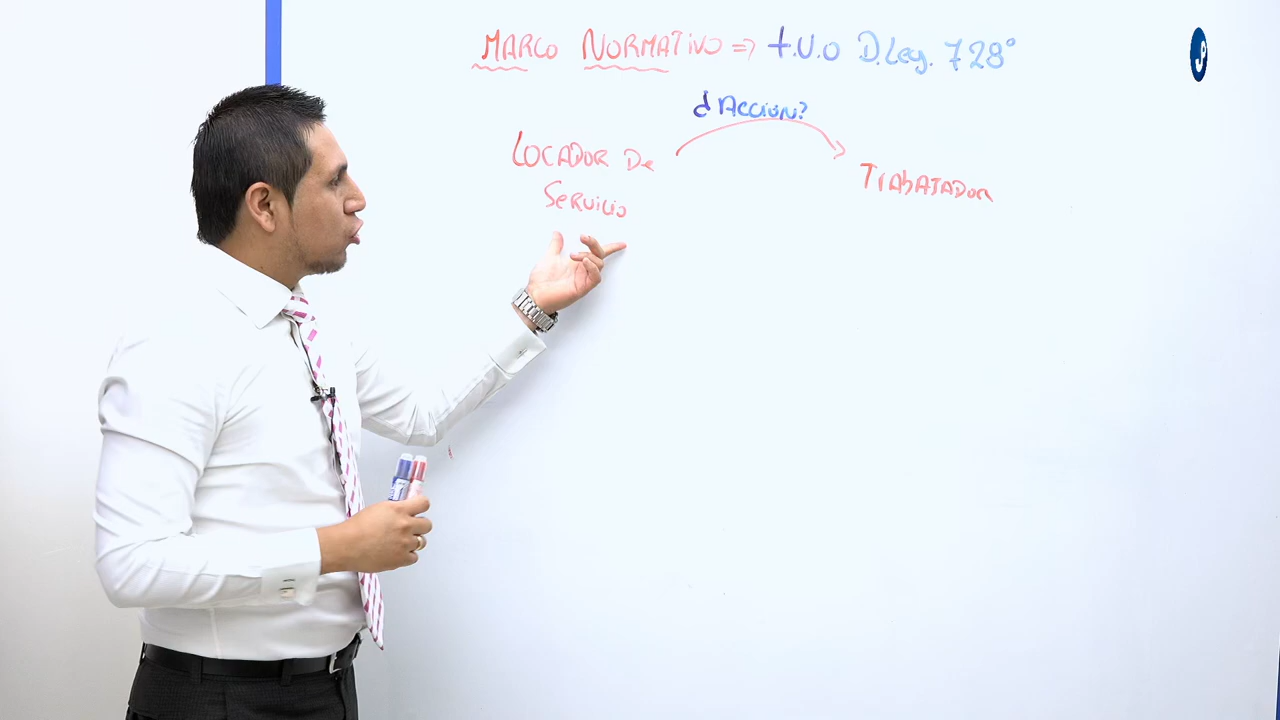 MARCO NORMATIVO => T.U.O D.Leg. 728°
¿ACCION?
LOCADOR De
Servicio
TRABAJADOR